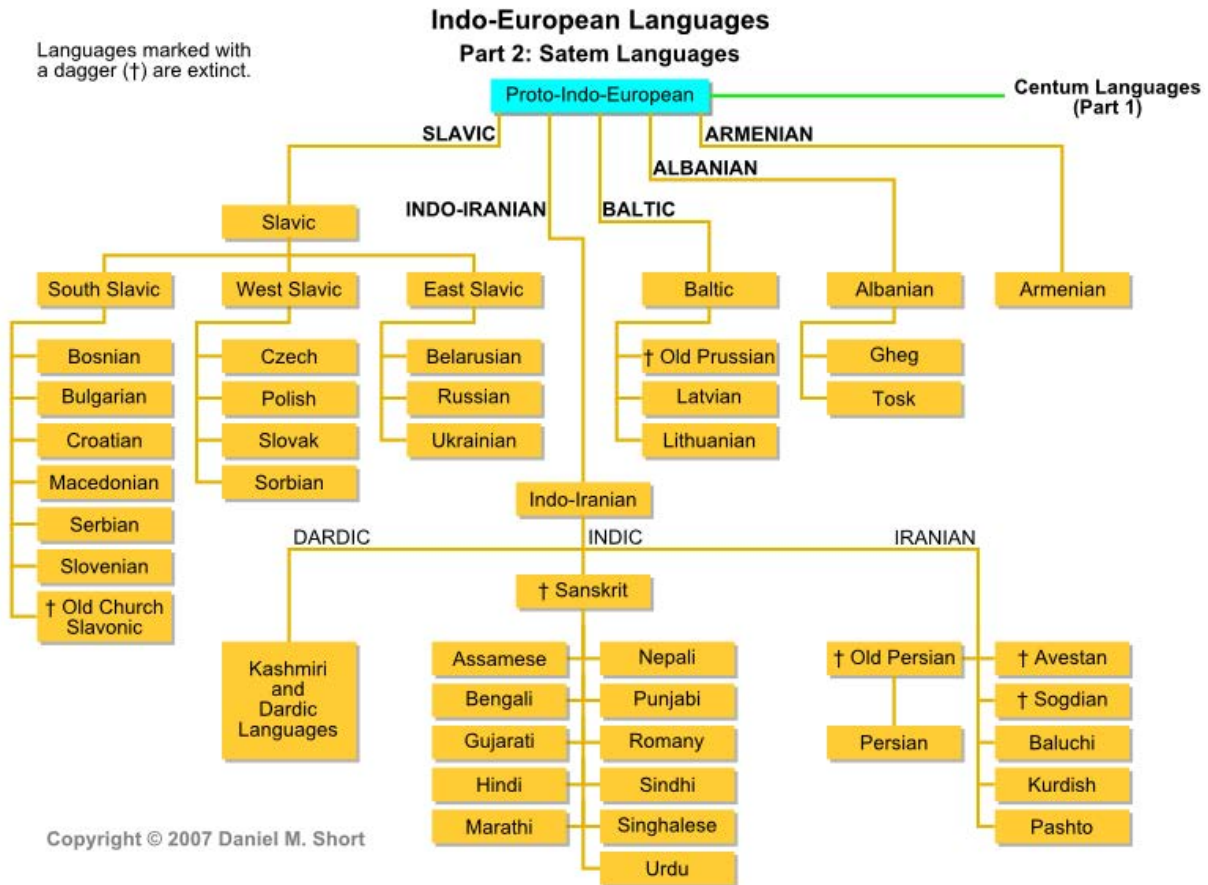 Indo-European Languages
Part 2: Satem Languages
Languages marked with
a dagger (†) are extinct.
Proto-Indo-European
Centum Languages
(Part 1)
SLAVIC
ARMENIAN
ALBANIAN
INDO-IRANIAN
BALTIC
Slavic
South Slavic
West Slavic
East Slavic
Baltic
Albanian
Armenian
Bosnian
Bulgarian
Croatian
Macedonian
Serbian
Slovenian
† Old Church
Slavonic
Czech
Polish
Slovak
Sorbian
Belarusian
Russian
Ukrainian
† Old Prussian
Latvian
Lithuanian
Gheg
Tosk
Indo-Iranian
DARDIC
INDIC
IRANIAN
Kashmiri
and
Dardic
Languages
† Sanskrit
Assamese
Bengali
Gujarati
Hindi
Marathi
Nepali
Punjabi
Romany
Sindhi
Singhalese
Urdu
† Old Persian
Persian
† Avestan
† Sogdian
Baluchi
Kurdish
Pashto
Copyright © 2007 Daniel M. Short